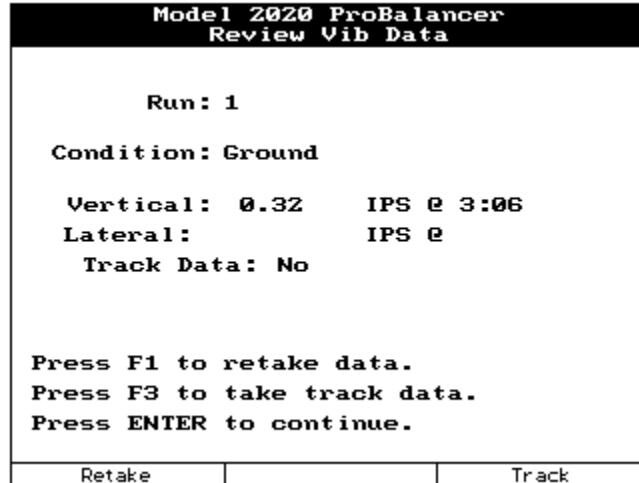 Model 2020 ProBalancer
Review Vib Data
Run: 1
Condition: Ground
Vertical: 0.32 IPS @ 3:06
Lateral: IPS @
Track Data: No
Press F1 to retake data.
Press F3 to take track data.
Press ENTER to continue.
Retake Track